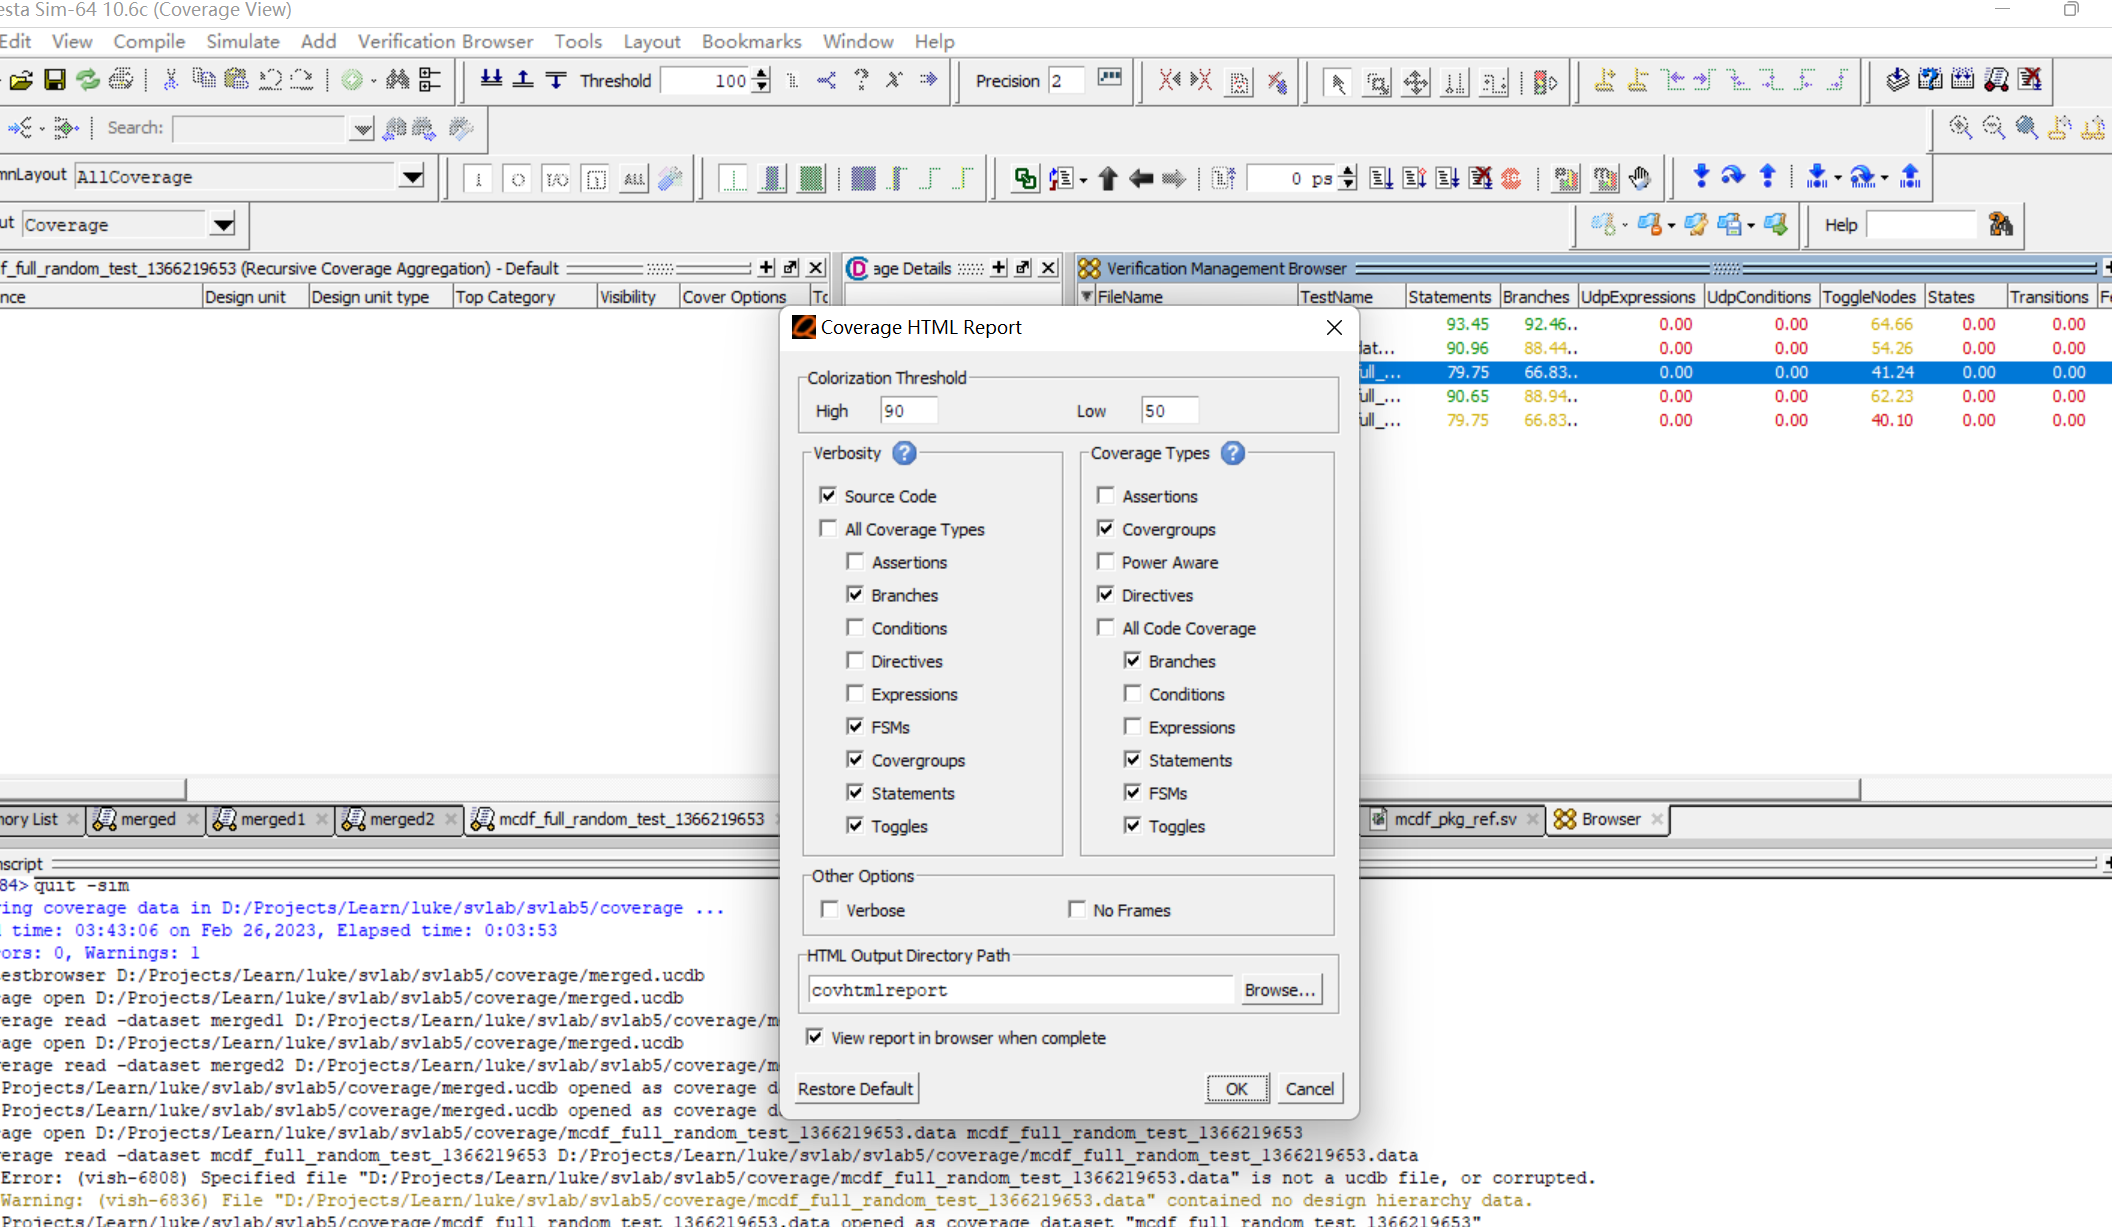 esta Sim-64 10.6c (Coverage View)
Edit View Compile Simulate Add Verification Browser Tools Layout Bookmarks Window Help
Threshold 100 Precision 2
Search:
mnLayout AllCoverage ALL 0 ps
ut Coverage Help
f_full_random_test_1366219653 (Recursive Coverage Aggregation) - Default age Details Verification Management Browser
nce Design unit Design unit type Top Category Visibility Cover Options FileName TestName Statements Branches UdpExpressions UdpConditions ToggleNodes States Transitions
93.45 92.46.. 0.00 0.00 64.66 0.00 0.00
dat... 90.96 88.44.. 0.00 0.00 54.26 0.00 0.00
full_... 79.75 66.83.. 0.00 0.00 41.24 0.00 0.00
full_... 90.65 88.94.. 0.00 0.00 62.23 0.00 0.00
full_... 79.75 66.83.. 0.00 0.00 40.10 0.00 0.00
Coverage HTML Report
Colorization Threshold
High 90 Low 50
Verbosity
Source Code
All Coverage Types
Assertions
Branches
Conditions
Directives
Expressions
FSMs
Covergroups
Statements
Toggles
Coverage Types
Assertions
Covergroups
Power Aware
Directives
All Code Coverage
Branches
Conditions
Expressions
Statements
FSMs
Toggles
Other Options
Verbose No Frames
HTML Output Directory Path
covhtmlreport Browse...
View report in browser when complete
Restore Default OK Cancel
mory List merged merged1 merged2 mcdf_full_random_test_1366219653 mcdf_pkg_ref.sv Browser
nscript
84> quit -sim
ing coverage data in D:/Projects/Learn/luke/svlab/svlab5/coverage ...
time: 03:43:06 on Feb 26,2023, Elapsed time: 0:03:53
ors: 0, Warnings: 1
estbrowser D:/Projects/Learn/luke/svlab/svlab5/coverage/merged.ucdb
age open D:/Projects/Learn/luke/svlab/svlab5/coverage/merged.ucdb
erage read -dataset merged1 D:/Projects/Learn/luke/svlab/svlab5/coverage/m
age open D:/Projects/Learn/luke/svlab/svlab5/coverage/merged.ucdb
erage read -dataset merged2 D:/Projects/Learn/luke/svlab/svlab5/coverage/m
Projects/Learn/luke/svlab/svlab5/coverage/merged.ucdb opened as coverage d
Projects/Learn/luke/svlab/svlab5/coverage/merged.ucdb opened as coverage d
age open D:/Projects/Learn/luke/svlab/svlab5/coverage/mcdf_full_random_test_1366219653.data mcdf_full_random_test_1366219653
erage read -dataset mcdf_full_random_test_1366219653 D:/Projects/Learn/luke/svlab/svlab5/coverage/mcdf_full_random_test_1366219653.data
Error: (vish-6808) Specified file "D:/Projects/Learn/luke/svlab/svlab5/coverage/mcdf_full_random_test_1366219653.data" is not a ucdb file, or corrupted.
Warning: (vish-6836) File "D:/Projects/Learn/luke/svlab/svlab5/coverage/mcdf_full_random_test_1366219653.data" contained no design hierarchy data.
Projects/Learn/luke/svlab/svlab5/coverage/mcdf_full_random_test_1366219653.data opened as coverage dataset "mcdf_full_random_test_1366219653"